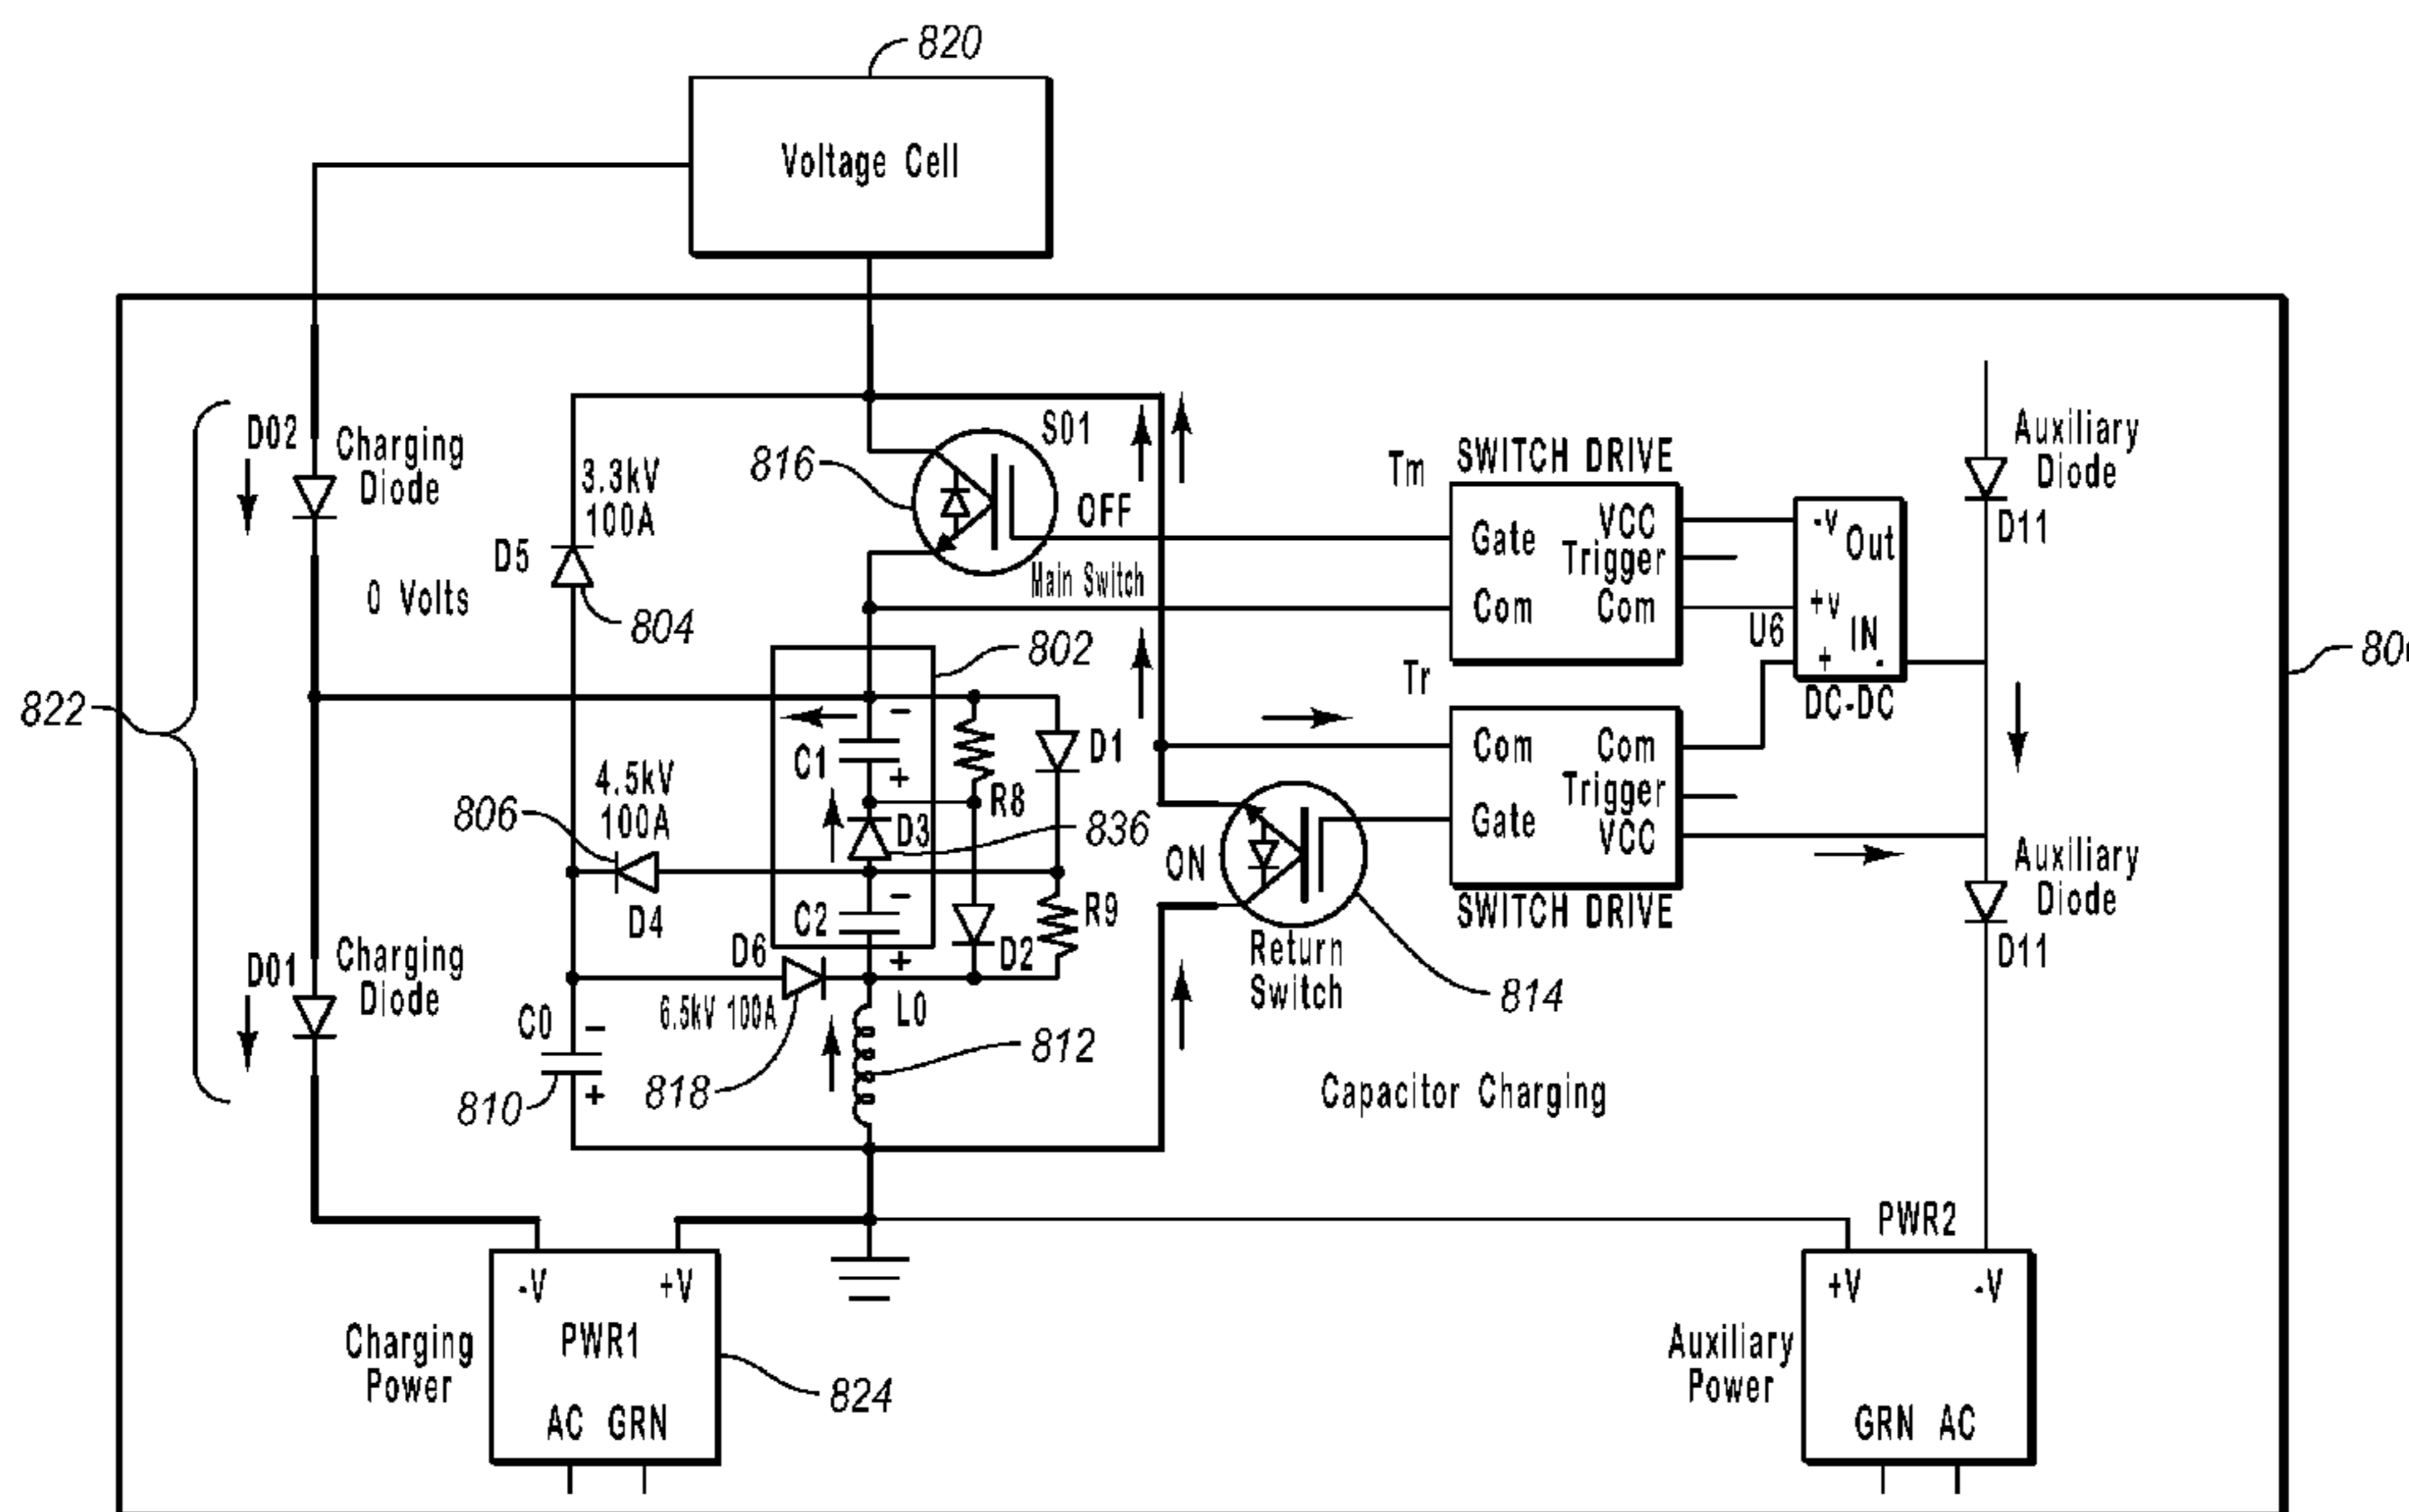 820
Voltage Cell
D02
Charging
Diode
0 Volts
822
D01
Charging
Diode
3.3kV
100A
D5
804
816
S01
OFF
Main Switch
802
-
C1
+
R8
D1
4.5kV
100A
806
D4
D3
836
-
C2
+
D2
R9
D6
6.5kV 100A
818
L0
812
C0
-
+
810
Tm
SWITCH DRIVE
Gate
VCC
Trigger
Com
Com
-v
Out
+v
IN
+
-
U6
DC-DC
Tr
Com
Com
Trigger
Gate
VCC
SWITCH DRIVE
ON
Return
Switch
814
Auxiliary
Diode
D11
Auxiliary
Diode
D11
Capacitor Charging
-V
+V
PWR1
AC GRN
Charging
Power
824
PWR2
+V
-V
GRN AC
Auxiliary
Power